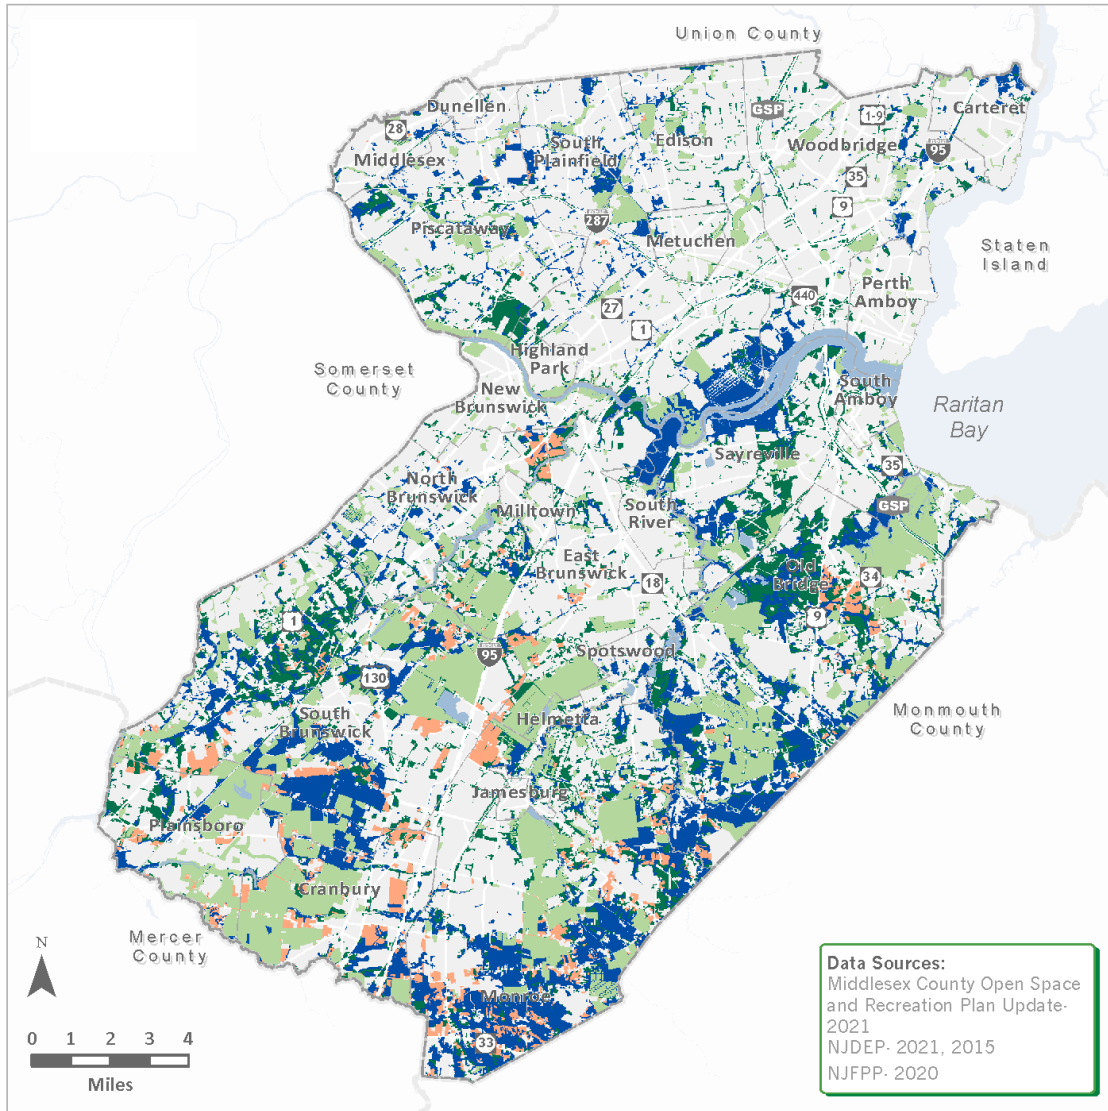 Union County
Dunellen
GSP
1-9
Carteret
28
South
Plainfield
Edison
Woodbridge
95
Middlesex
35
9
Piscataway
287
Metuchen
Staten
Island
440
Perth
Amboy
27
1
Highland
Park
Somerset
County
New
Brunswick
South
Amboy
Raritan
Bay
Sayreville
35
North
Brunswick
Milltown
South
River
GSP
East
Brunswick
18
Old
Bridge
34
9
1
95
Spotswood
130
South
Brunswick
Helmetta
Monmouth
County
Jamesburg
Plainsboro
Cranbury
Mercer
County
N
Monroe
33
0 1 2 3 4
Miles
Data Sources:
Middlesex County Open Space
and Recreation Plan Update-
2021
NJDEP- 2021, 2015
NJFPP- 2020